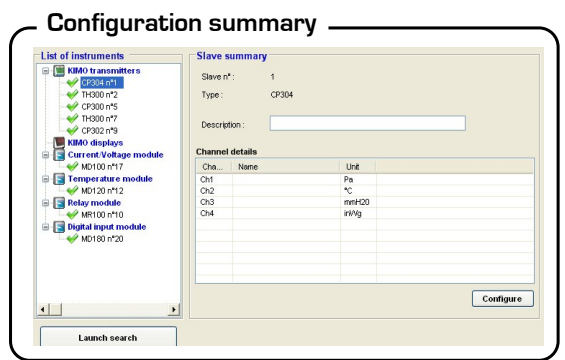 Configuration summary
List of instruments
KIMO transmitters
CP304 n°1
TH300 n°2
CP300 n°5
TH300 n°7
CP302 n°9
KIMO displays
Current/Voltage module
MD100 n°17
Temperature module
MD120 n°12
Relay module
MR100 n°10
Digital input module
MD180 n°20
Launch search
Slave summary
Slave n° : 1
Type : CP304
Description :
Channel details
Cha... Name Unit
Ch1 Pa
Ch2 °C
Ch3 mmH20
Ch4 inWg
Configure